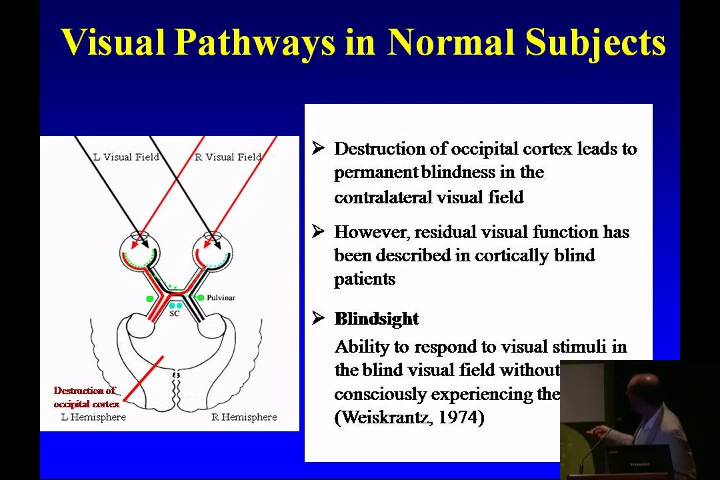 Visual Pathways in Normal Subjects
L Visual Field
R Visual Field
Pulvinar
SC
Destruction of
occipital cortex
L Hemisphere
R Hemisphere
➢ Destruction of occipital cortex leads to
permanent blindness in the
contralateral visual field
➢ However, residual visual function has
been described in cortically blind
patients
➢ Blindsight
Ability to respond to visual stimuli in
the blind visual field without
consciously experiencing the
(Weiskrantz, 1974)